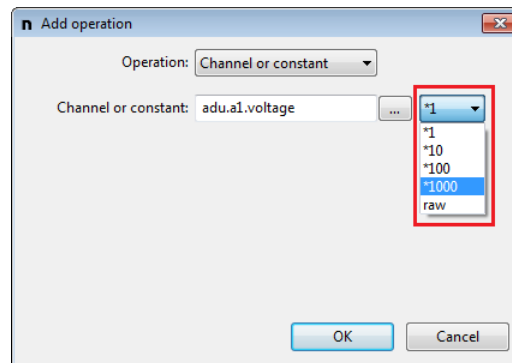 n Add operation
Operation: Channel or constant
Channel or constant: adu.a1.voltage ... *1
*1
*10
*100
*1000
raw
OK Cancel